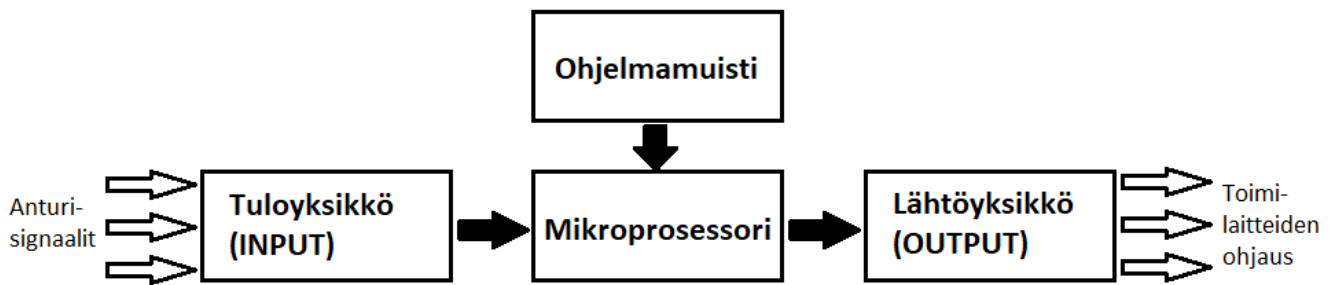 Ohjelmamuisti
Anturi-
signaalit
Tuloyksikkö
(INPUT)
Mikroprosessori
Lähtöyksikkö
(OUTPUT)
Toimi-
laitteiden
ohjaus